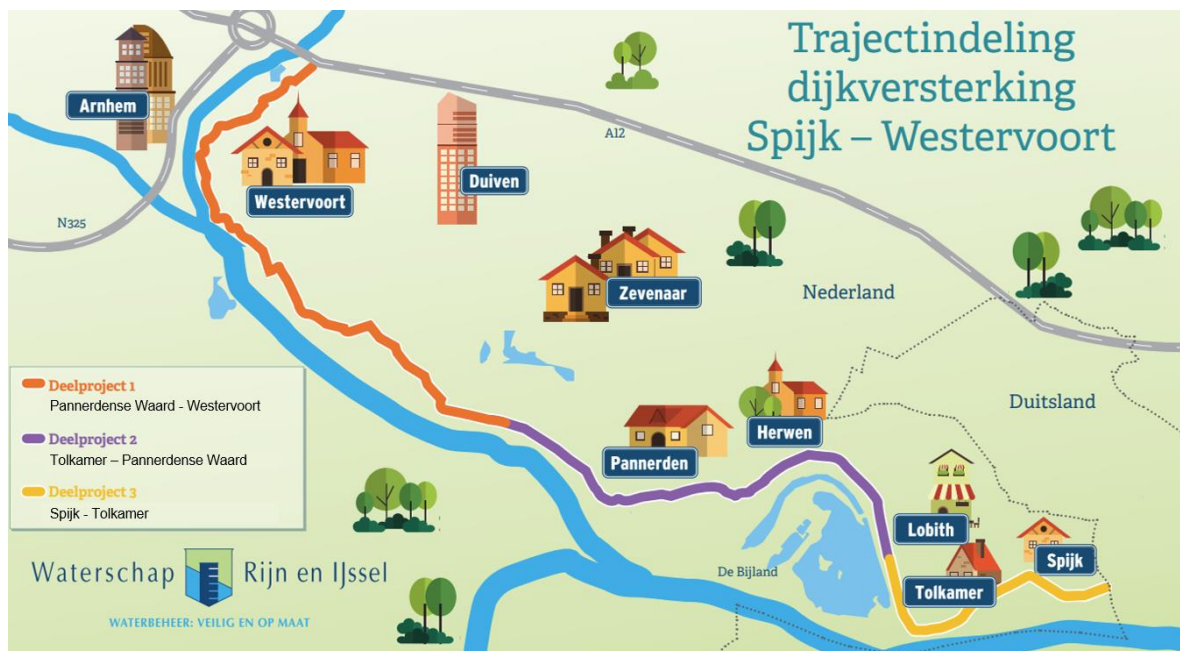 Trajectindeling
dijkversterking
Spijk – Westervoort
Arnhem
Westervoort
Duiven
A12
N325
Zevenaar
Nederland
Duitsland
Herwen
Pannerden
Lobith
Spijk
Tolkamer
De Bijland
Deelproject 1
Pannerdense Waard - Westervoort
Deelproject 2
Tolkamer – Pannerdense Waard
Deelproject 3
Spijk - Tolkamer
Waterschap Rijn en IJssel
WATERBEHEER: VEILIG EN OP MAAT